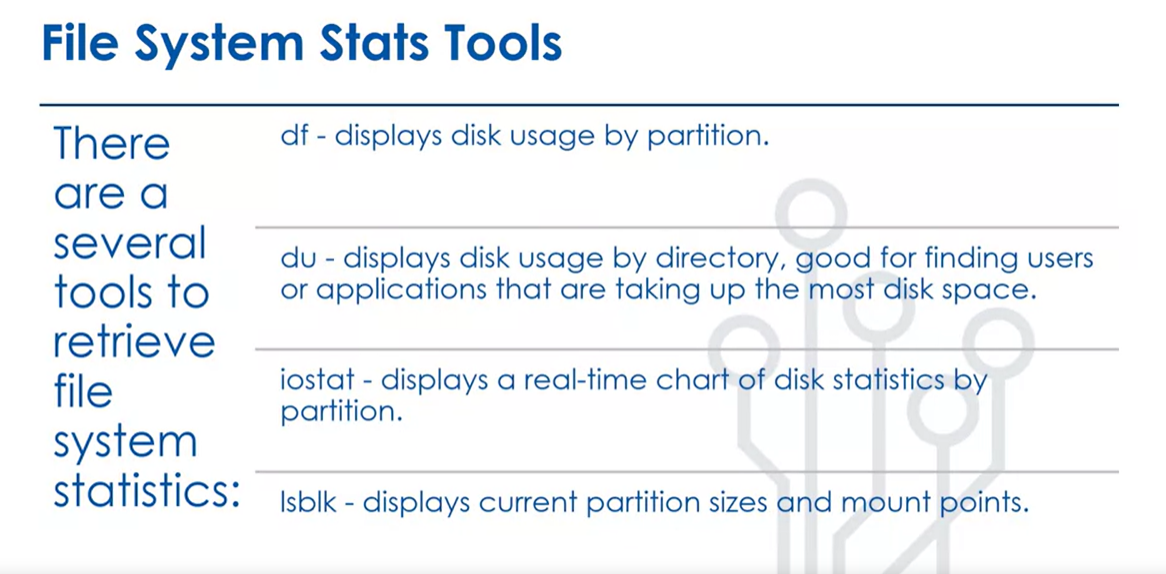 File System Stats Tools
There
are a
several
tools to
retrieve
file
system
statistics:
df - displays disk usage by partition.
du - displays disk usage by directory, good for finding users
or applications that are taking up the most disk space.
iostat - displays a real-time chart of disk statistics by
partition.
lsblk - displays current partition sizes and mount points.